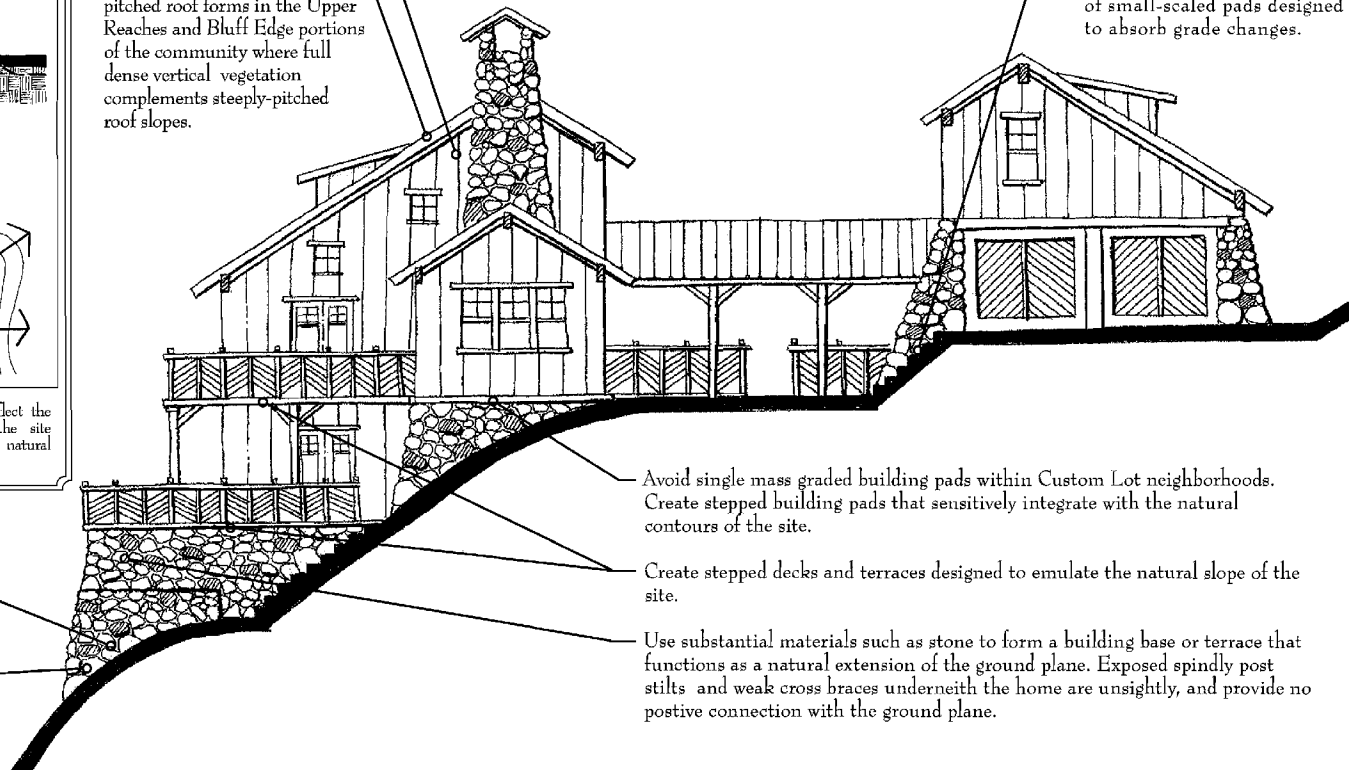 pitched roof forms in the Upper
Reaches and Bluff Edge portions
of the community where full
dense vertical vegetation
complements steeply-pitched
roof slopes.
of small-scaled pads designed
to absorb grade changes.
the
site
natural
Avoid single mass graded building pads within Custom Lot neighborhoods.
Create stepped building pads that sensitively integrate with the natural
contours of the site.
Create stepped decks and terraces designed to emulate the natural slope of the
site.
Use substantial materials such as stone to form a building base or terrace that
functions as a natural extension of the ground plane. Exposed spindly post
stilts and weak cross braces underneith the home are unsightly, and provide no
postive connection with the ground plane.